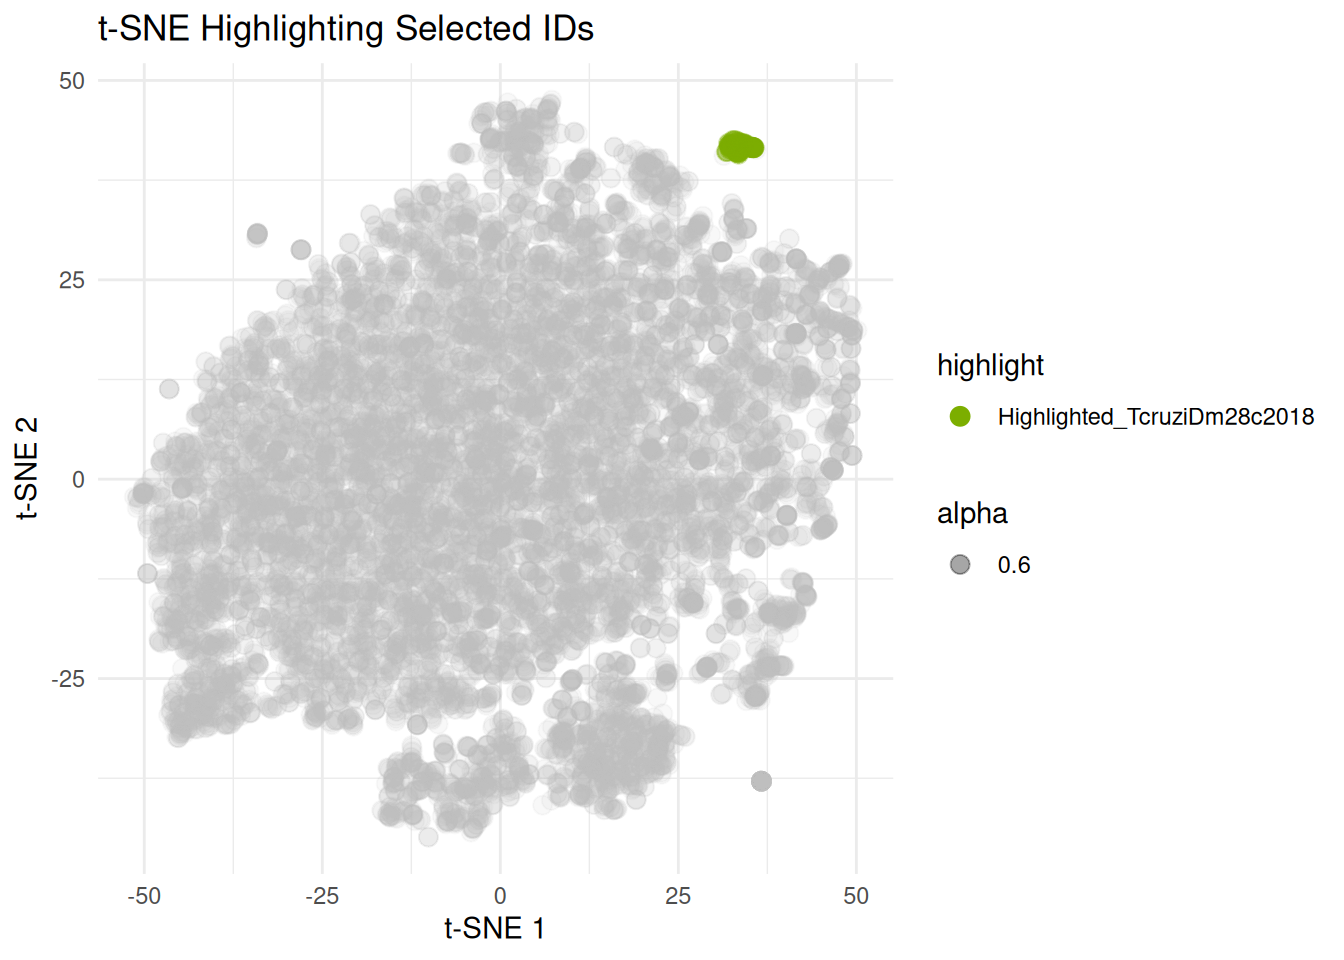 t-SNE Highlighting Selected IDs
50
25
0
-25
t-SNE 2
-50
-25
0
25
50
t-SNE 1
highlight
Highlighted_TcruziDm28c2018
alpha
0.6